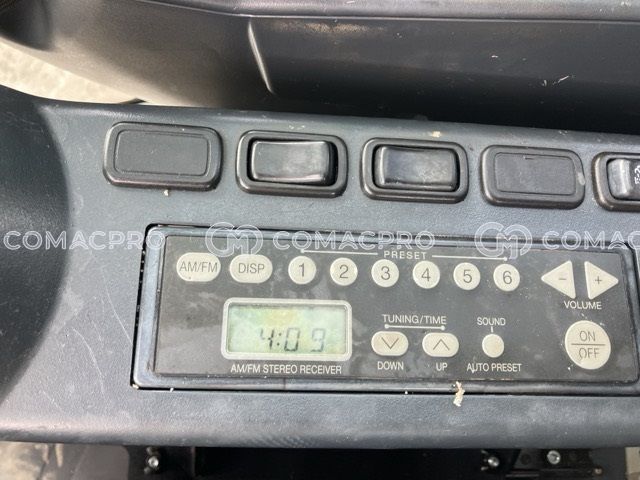 COMACPRO COMACPRO
PRESET
AM/FM DISP 1 2 3 4 5 6 − +
VOLUME
4:09
TUNING/TIME SOUND ON
OFF
DOWN UP AUTO PRESET
AM/FM STEREO RECEIVER